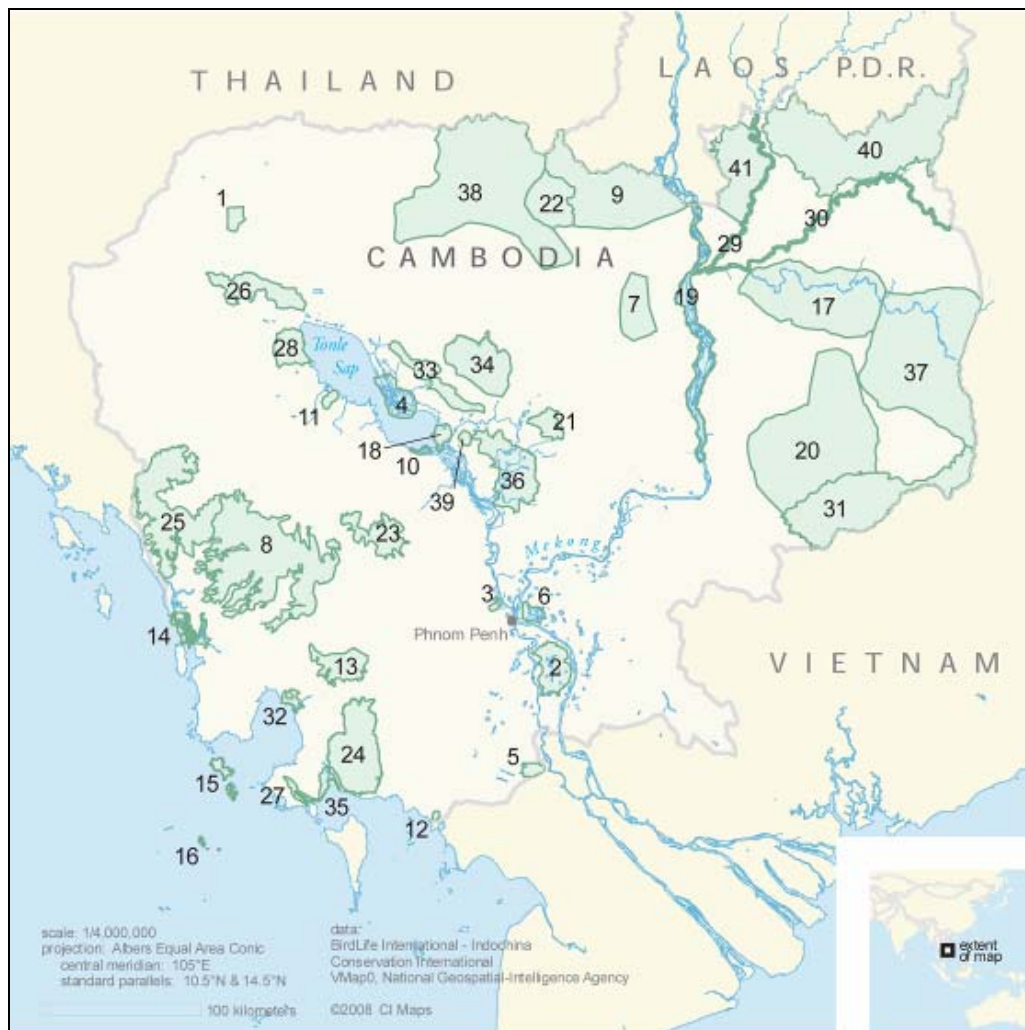 THAILAND
LAOS P.D.R.
40
41
38
1
22
9
30
CAMBODIA
29
26
7
19
17
28
Tonle
Sap
33
34
37
11
4
21
18
10
20
39
36
31
25
8
23
Mekong
3
6
14
Phnom Penh
13
2
VIETNAM
32
24
5
15
27
35
12
16
scale: 1/4,000,000
projection: Albers Equal Area Conic
central meridian: 105°E
standard parallels: 10.5°N & 14.5°N
100 kilometers
data:
BirdLife International - Indochina
Conservation International
VMap0, National Geospatial-Intelligence Agency
©2008 CI Maps
extent
of map